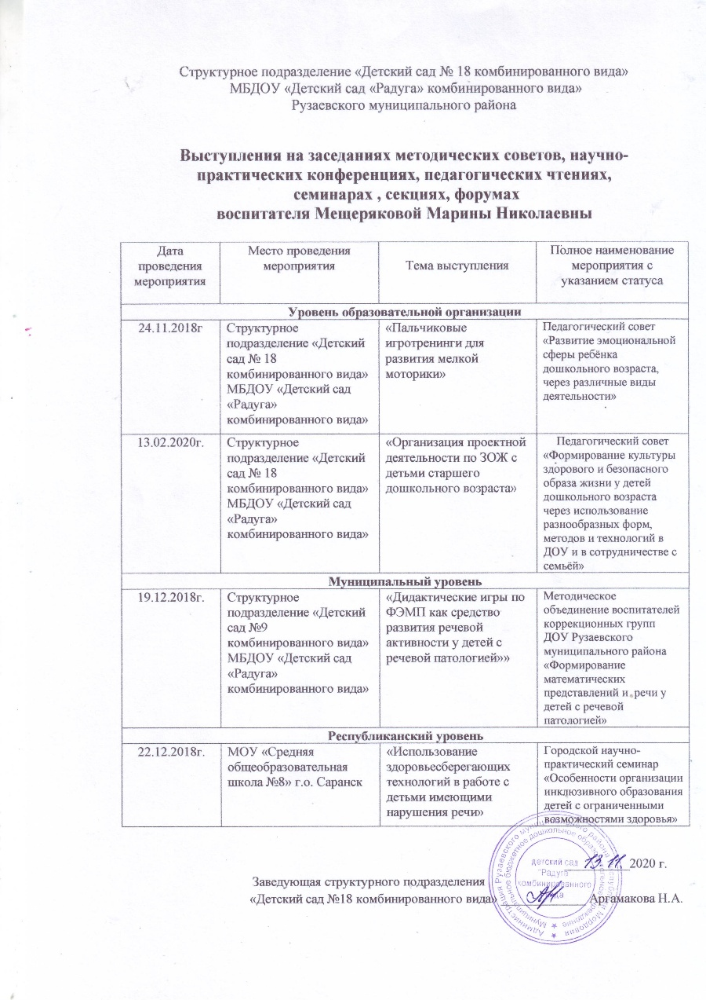 Структурное подразделение «Детский сад № 18 комбинированного вида»
МБДОУ «Детский сад «Радуга» комбинированного вида»
Рузаевского муниципального района
Выступления на заседаниях методических советов, научно-
практических конференциях, педагогических чтениях,
семинарах , секциях, форумах
воспитателя Мещеряковой Марины Николаевны
Дата
проведения
мероприятия
Место проведения
мероприятия
Тема выступления
Полное наименование
мероприятия с
указанием статуса
Уровень образовательной организации
24.11.2018г
Структурное
подразделение «Детский
сад № 18
комбинированного вида»
МБДОУ «Детский сад
«Радуга»
комбинированного вида»
«Пальчиковые
игротренинги для
развития мелкой
моторики»
Педагогический совет
«Развитие эмоциональной
сферы ребёнка
дошкольного возраста,
через различные виды
деятельности»
13.02.2020г.
Структурное
подразделение «Детский
сад № 18
комбинированного вида»
МБДОУ «Детский сад
«Радуга»
комбинированного вида»
«Организация проектной
деятельности по ЗОЖ с
детьми старшего
дошкольного возраста»
Педагогический совет
«Формирование культуры
здорового и безопасного
образа жизни у детей
дошкольного возраста
через использование
разнообразных форм,
методов и технологий в
ДОУ и в сотрудничестве с
семьёй»
Муниципальный уровень
19.12.2018г.
Структурное
подразделение «Детский
сад №9
комбинированного вида»
МБДОУ «Детский сад
«Радуга»
комбинированного вида»
«Дидактические игры по
ФЭМП как средство
развития речевой
активности у детей с
речевой патологией»»
Методическое
объединение воспитателей
коррекционных групп
ДОУ Рузаевского
муниципального района
«Формирование
математических
представлений и речи у
детей с речевой
патологией»
Республиканский уровень
22.12.2018г.
МОУ «Средняя
общеобразовательная
школа №8» г.о. Саранск
«Использование
здоровьесберегающих
технологий в работе с
детьми имеющими
нарушения речи»
Городской научно-
практический семинар
«Особенности организации
инклюзивного образования
детей с ограниченными
возможностями здоровья»
13.11.2020 г.
Заведующая структурного подразделения
«Детский сад №18 комбинированного вида» Аргамакова Н.А.
Администрация Рузаевского муниципального района Республики Мордовия
Муниципальное бюджетное дошкольное образовательное учреждение
детский сад
"Радуга"
комбинированного
вида